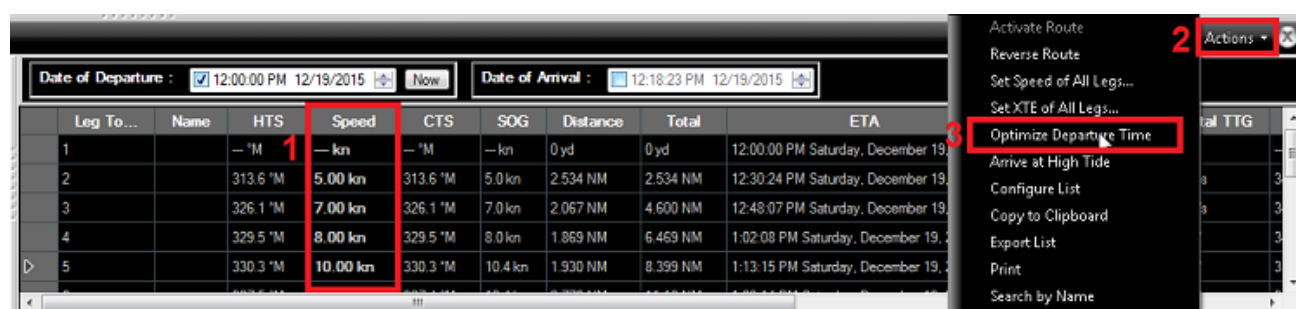 Activate Route
2 Actions
Reverse Route
Date of Departure : 12:00:00 PM 12/19/2015 Now Date of Arrival : 12:18:23 PM 12/19/2015
Set Speed of All Legs...
Set XTE of All Legs...
Leg To... Name HTS Speed CTS SOG Distance Total ETA tal TTG
3 Optimize Departure Time
1 --- °M 1 --- kn --- °M --- kn 0 yd 0 yd 12:00:00 PM Saturday, December 19,
Arrive at High Tide
2 313.6 °M 5.00 kn 313.6 °M 5.0 kn 2.534 NM 2.534 NM 12:30:24 PM Saturday, December 19,
Configure List
3 326.1 °M 7.00 kn 326.1 °M 7.0 kn 2.067 NM 4.600 NM 12:48:07 PM Saturday, December 19,
Copy to Clipboard
4 329.5 °M 8.00 kn 329.5 °M 8.0 kn 1.869 NM 6.469 NM 1:02:08 PM Saturday, December 19,
Export List
5 330.3 °M 10.00 kn 330.3 °M 10.4 kn 1.930 NM 8.399 NM 1:13:15 PM Saturday, December 19,
Print
Search by Name